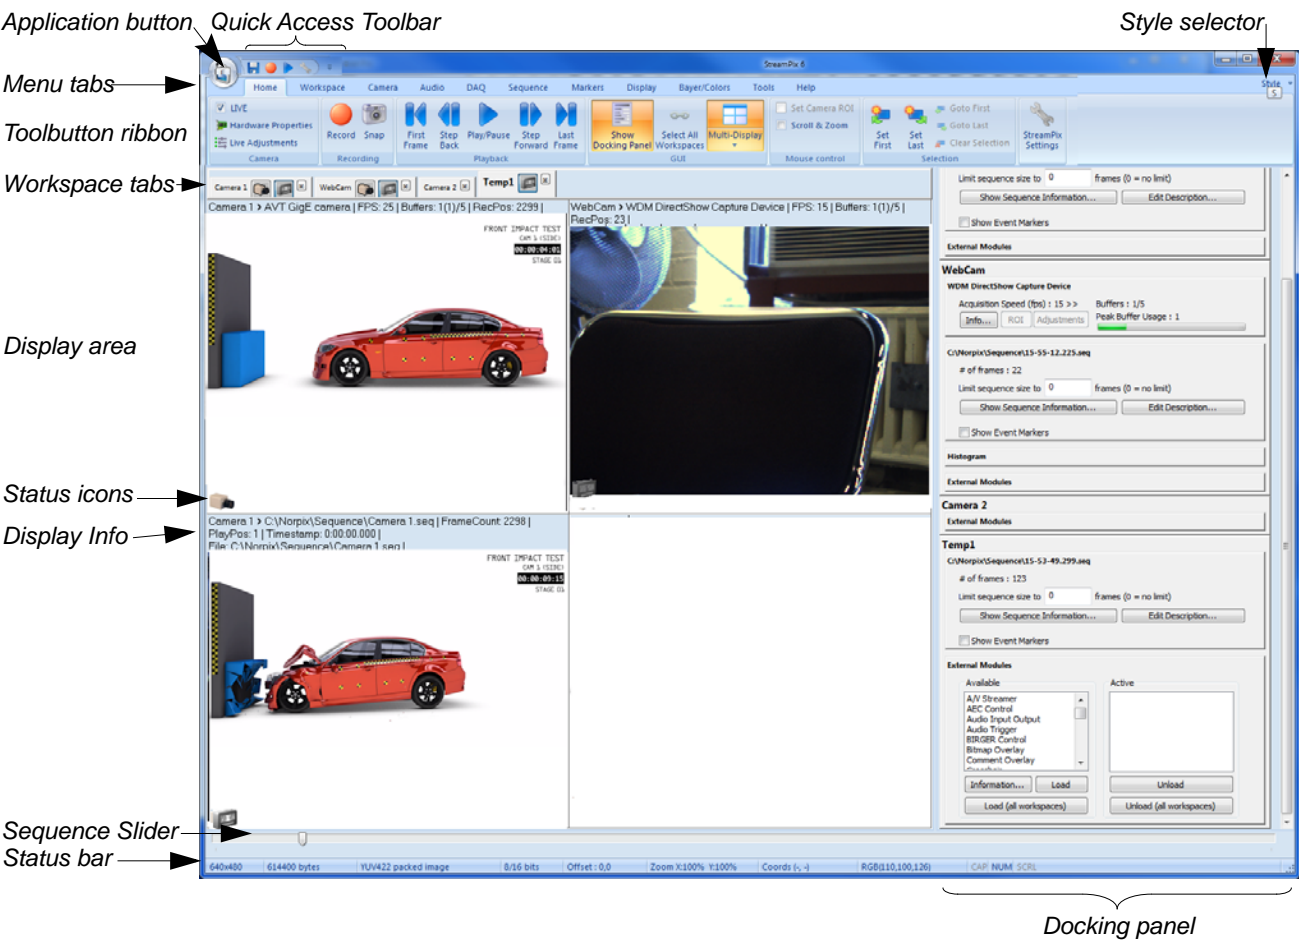 Application button
Quick Access Toolbar
Style selector
Menu tabs
Toolbutton ribbon
Workspace tabs
Display area
Status icons
Display Info
Sequence Slider
Status bar
Docking panel
StreamPix 6
Home Workspace Camera Audio DAQ Sequence Markers Display Bayer/Colors Tools Help
Style
S
LIVE
Hardware Properties
Live Adjustments
Camera
Record Snap
Recording
First Frame
Step Back
Play/Pause
Step Forward
Last Frame
Playback
Show Docking Panel
Select All Workspaces
Multi-Display
GUI
Set Camera ROI
Scroll & Zoom
Mouse control
Set First
Set Last
Goto First
Goto Last
Clear Selection
Selection
StreamPix Settings
Camera 1 WebCam Camera 2 Temp1
Camera 1 > AVT GigE camera | FPS: 25 | Buffers: 1(1)/5 | RecPos: 2299 |
FRONT IMPACT TEST
CAM 1 (SIDE)
00:00:04:01
STAGE 01
WebCam > WDM DirectShow Capture Device | FPS: 15 | Buffers: 1(1)/5 |
RecPos: 23 |
Camera 1 > C:\Norpix\Sequence\Camera 1.seq | FrameCount: 2298 |
PlayPos: 1 | Timestamp: 0:00:00.000 |
File: C:\Norpix\Sequence\Camera 1.seq |
FRONT IMPACT TEST
CAM 1 (SIDE)
00:00:09:15
STAGE 01
Limit sequence size to 0 frames (0 = no limit)
Show Sequence Information... Edit Description...
Show Event Markers
External Modules
WebCam
WDM DirectShow Capture Device
Acquisition Speed (fps) : 15 >> Buffers : 1/5
Info... ROI Adjustments Peak Buffer Usage : 1
C:\Norpix\Sequence\15-55-12.225.seq
# of frames : 22
Limit sequence size to 0 frames (0 = no limit)
Show Sequence Information... Edit Description...
Show Event Markers
Histogram
External Modules
Camera 2
External Modules
Temp1
C:\Norpix\Sequence\15-53-49.299.seq
# of frames : 123
Limit sequence size to 0 frames (0 = no limit)
Show Sequence Information... Edit Description...
Show Event Markers
External Modules
Available Active
A/V Streamer
AEC Control
Audio Input Output
Audio Trigger
BIRGER Control
Bitmap Overlay
Comment Overlay
Information... Load Unload
Load (all workspaces) Unload (all workspaces)
640x480 614400 bytes YUV422 packed image 8/16 bits Offset : 0,0 Zoom X:100% Y:100% Coords (-, -) RGB(110,100,126) CAP NUM SCRL